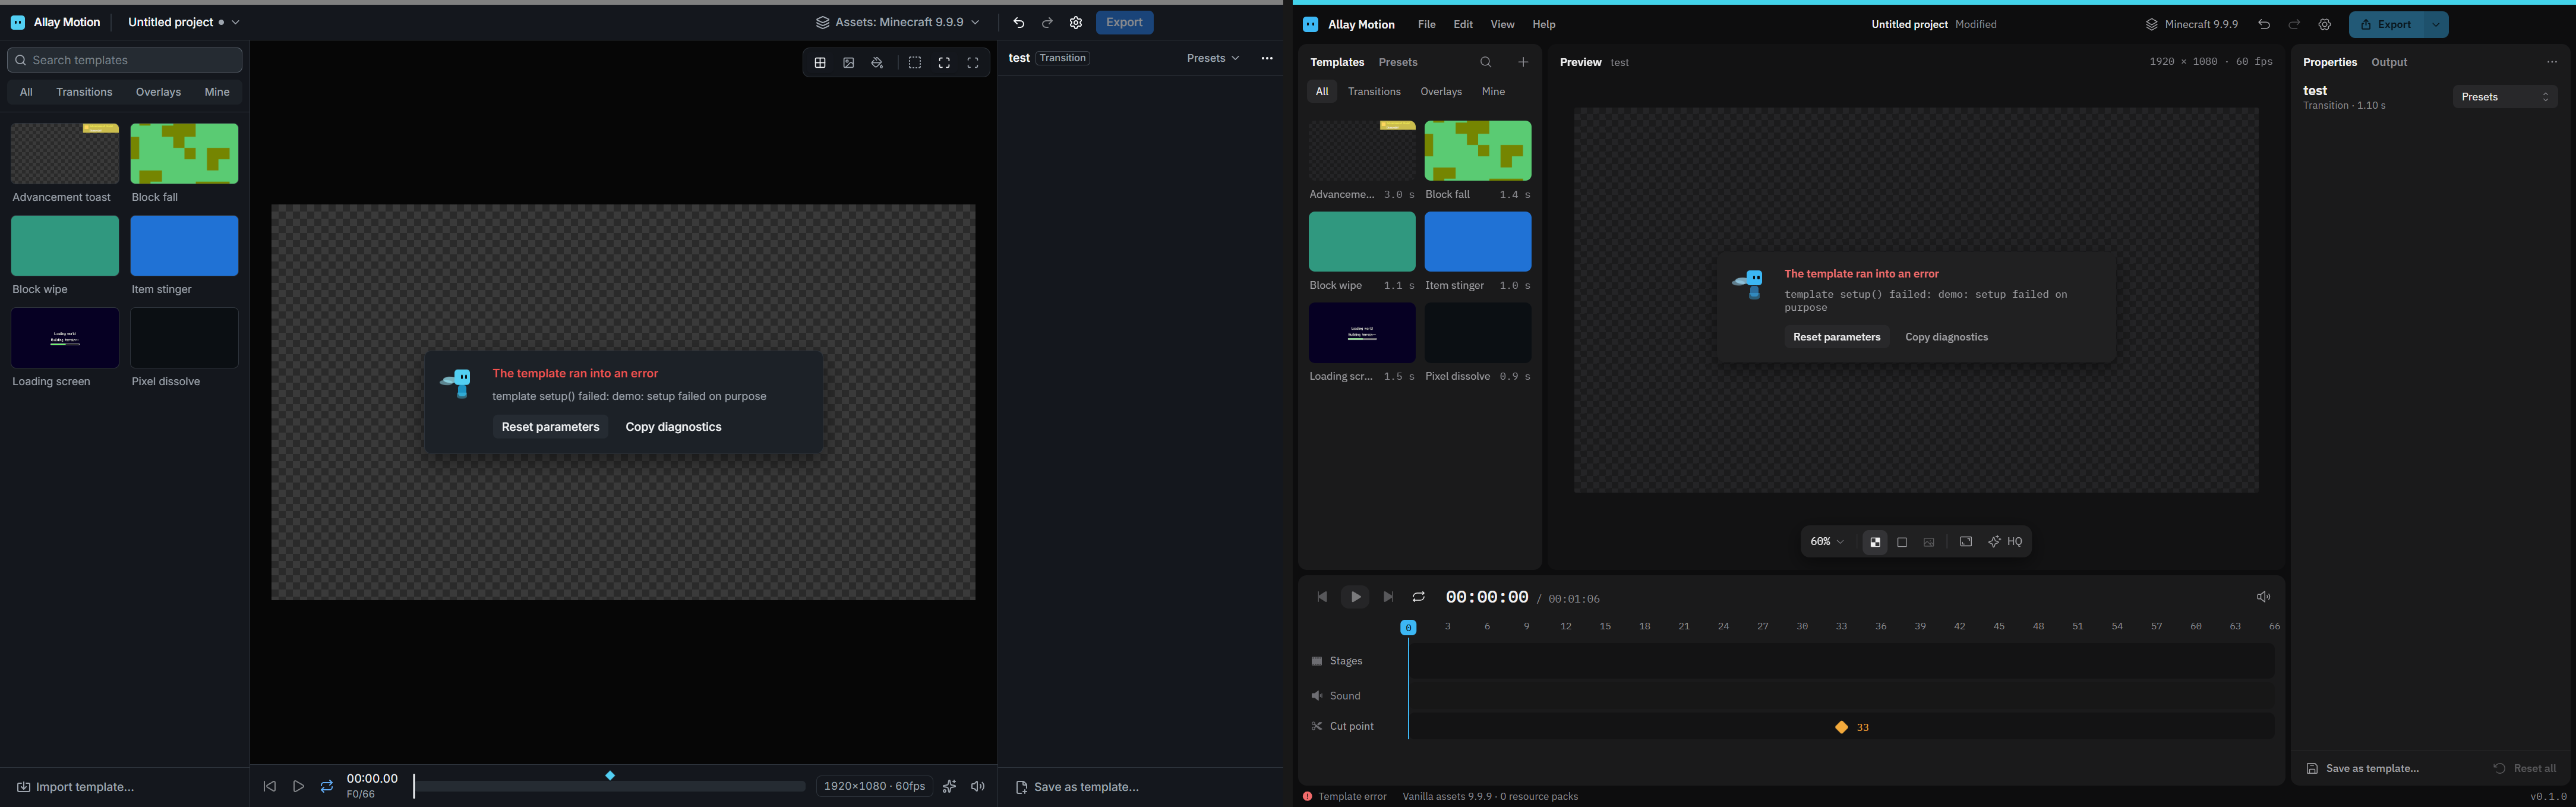 Allay Motion
Untitled project
Assets: Minecraft 9.9.9
Export
Search templates
All Transitions Overlays Mine
Advancement toast
Block fall
Block wipe
Item stinger
Loading world
Loading screen
Pixel dissolve
Import template...
The template ran into an error
template setup() failed: demo: setup failed on purpose
Reset parameters Copy diagnostics
00:00.00
F0/66
1920×1080 · 60fps
test Transition
Presets
Save as template...
Allay Motion File Edit View Help
Untitled project Modified
Minecraft 9.9.9
Export
Templates Presets
All Transitions Overlays Mine
Advanceme... 3.0 s
Block fall 1.4 s
Block wipe 1.1 s
Item stinger 1.0 s
Loading world
Loading scr... 1.5 s
Pixel dissolve 0.9 s
Preview test
1920 × 1080 · 60 fps
The template ran into an error
template setup() failed: demo: setup failed on
purpose
Reset parameters Copy diagnostics
60%
HQ
Properties Output
test
Transition · 1.10 s
Presets
00:00:00 / 00:01:06
0 3 6 9 12 15 18 21 24 27 30 33 36 39 42 45 48 51 54 57 60 63 66
Stages
Sound
Cut point
33
Save as template...
Reset all
Template error
Vanilla assets 9.9.9 · 0 resource packs
v0.1.0